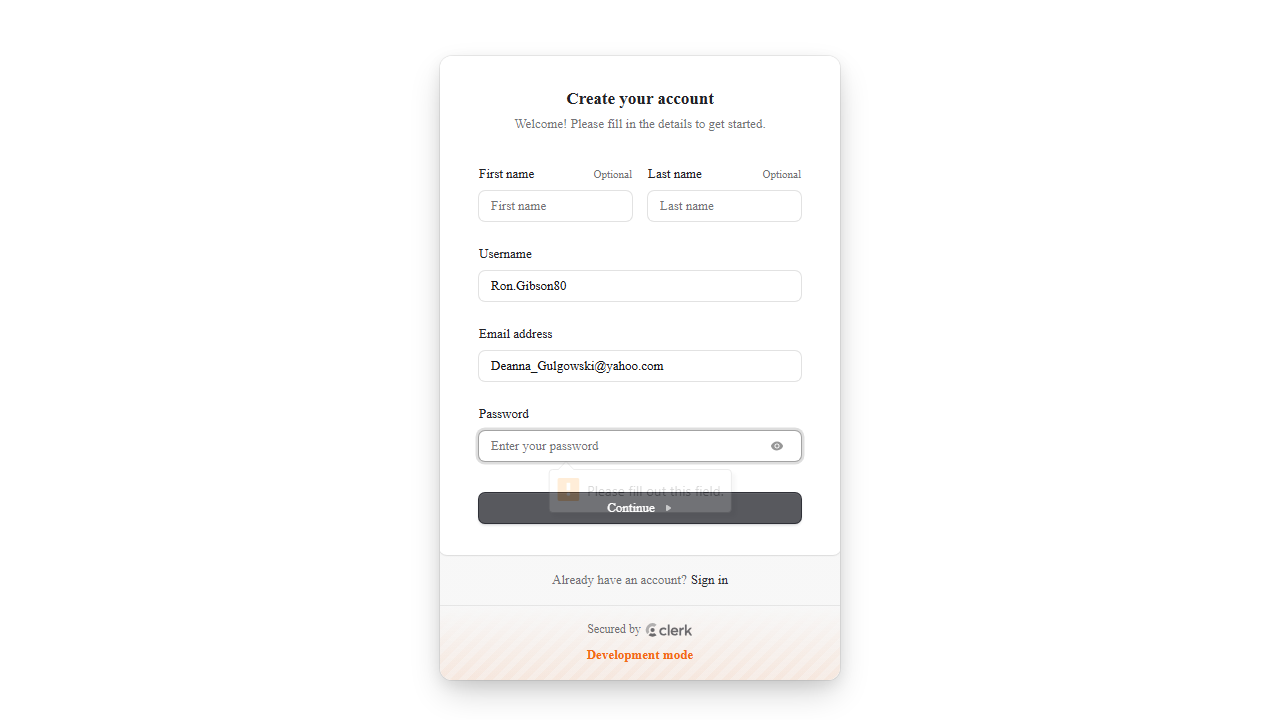 Create your account
Welcome! Please fill in the details to get started.
First name Optional Last name Optional
First name Last name
Username
Ron.Gibson80
Email address
Deanna_Gulgowski@yahoo.com
Password
Enter your password
Please fill out this field.
Continue
Already have an account? Sign in
Secured by clerk
Development mode